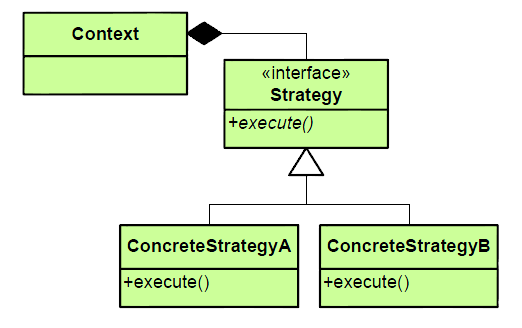 Context
«interface»
Strategy
+execute()
ConcreteStrategyA
+execute()
ConcreteStrategyB
+execute()